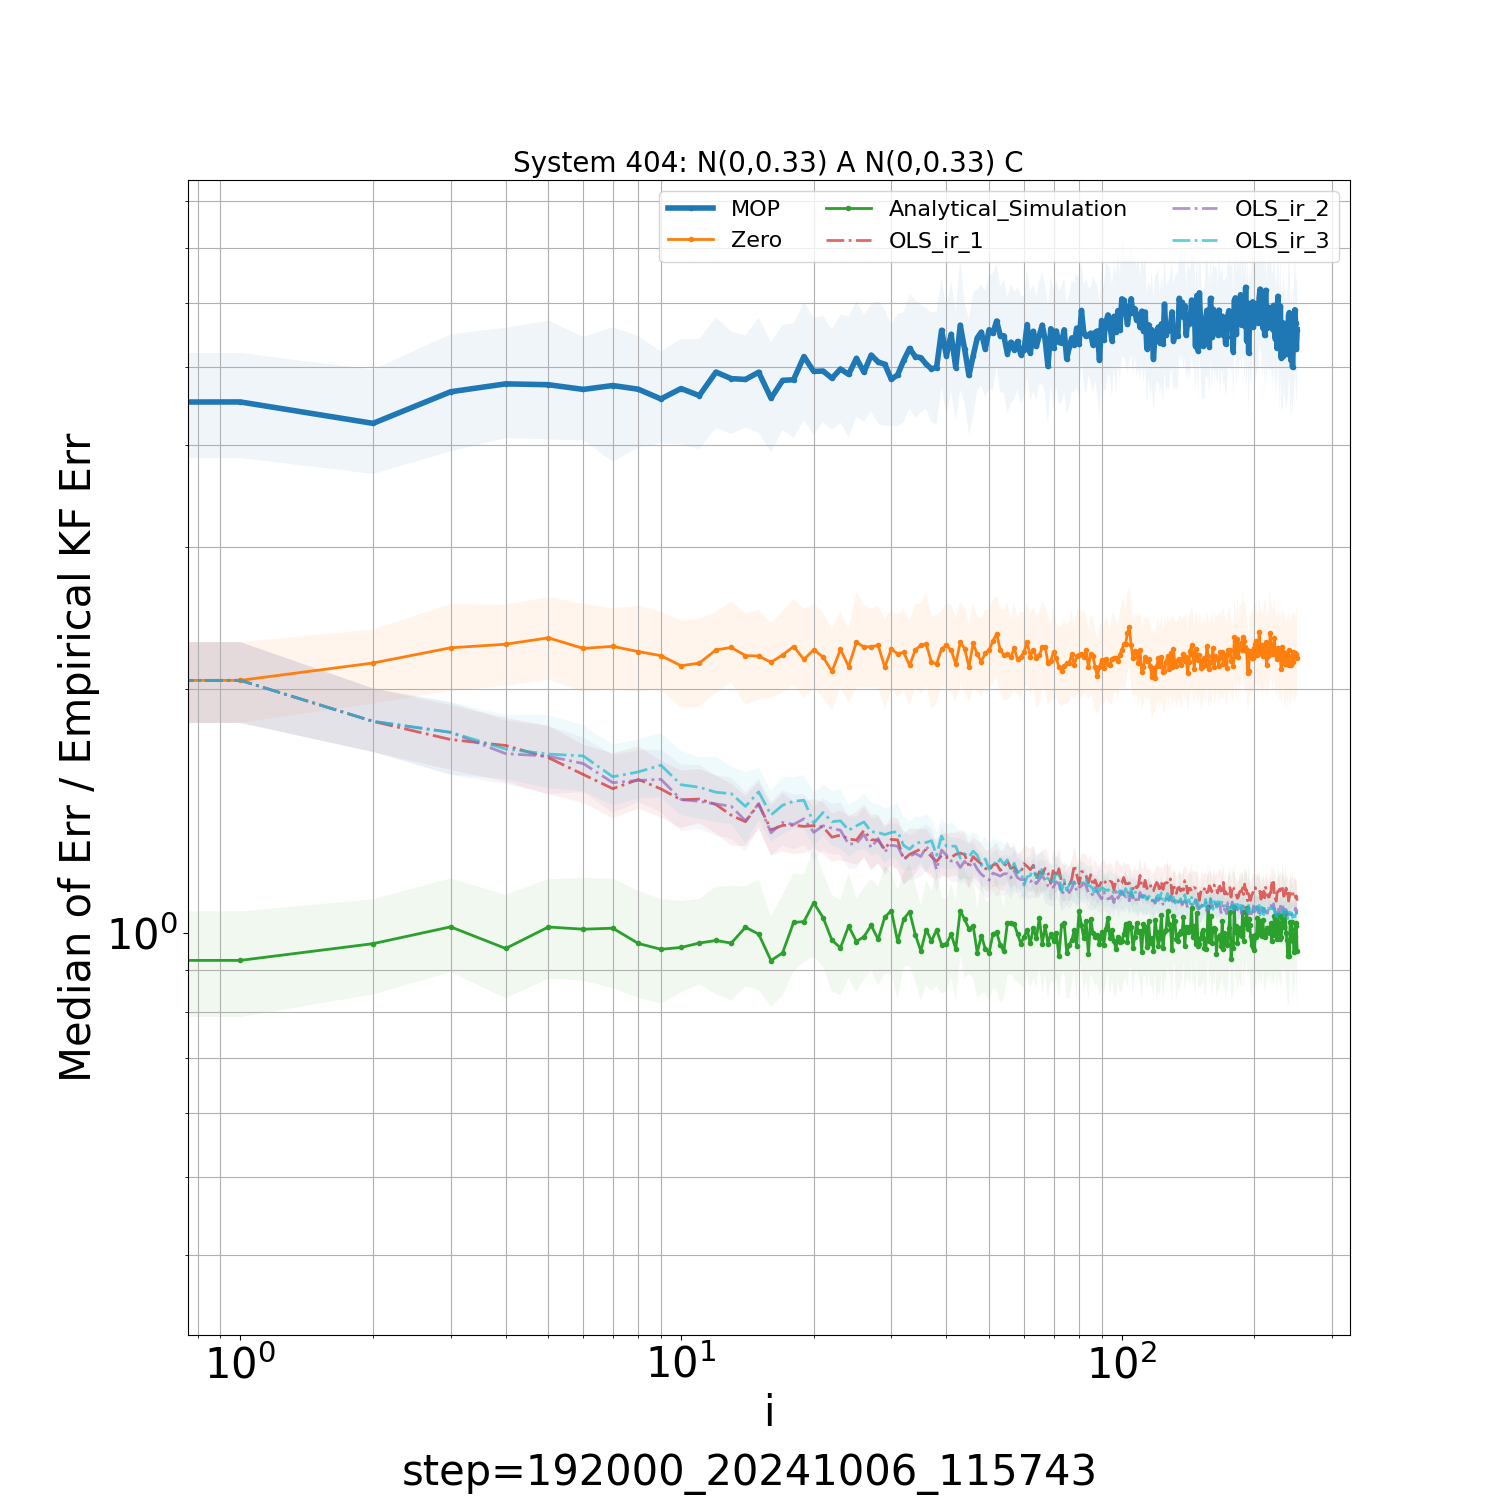 System 404: N(0,0.33) A N(0,0.33) C
MOP
Zero
Analytical_Simulation
OLS_ir_1
OLS_ir_2
OLS_ir_3
Median of Err / Empirical KF Err
10⁰
10⁰ 10¹ 10²
i
step=192000_20241006_115743